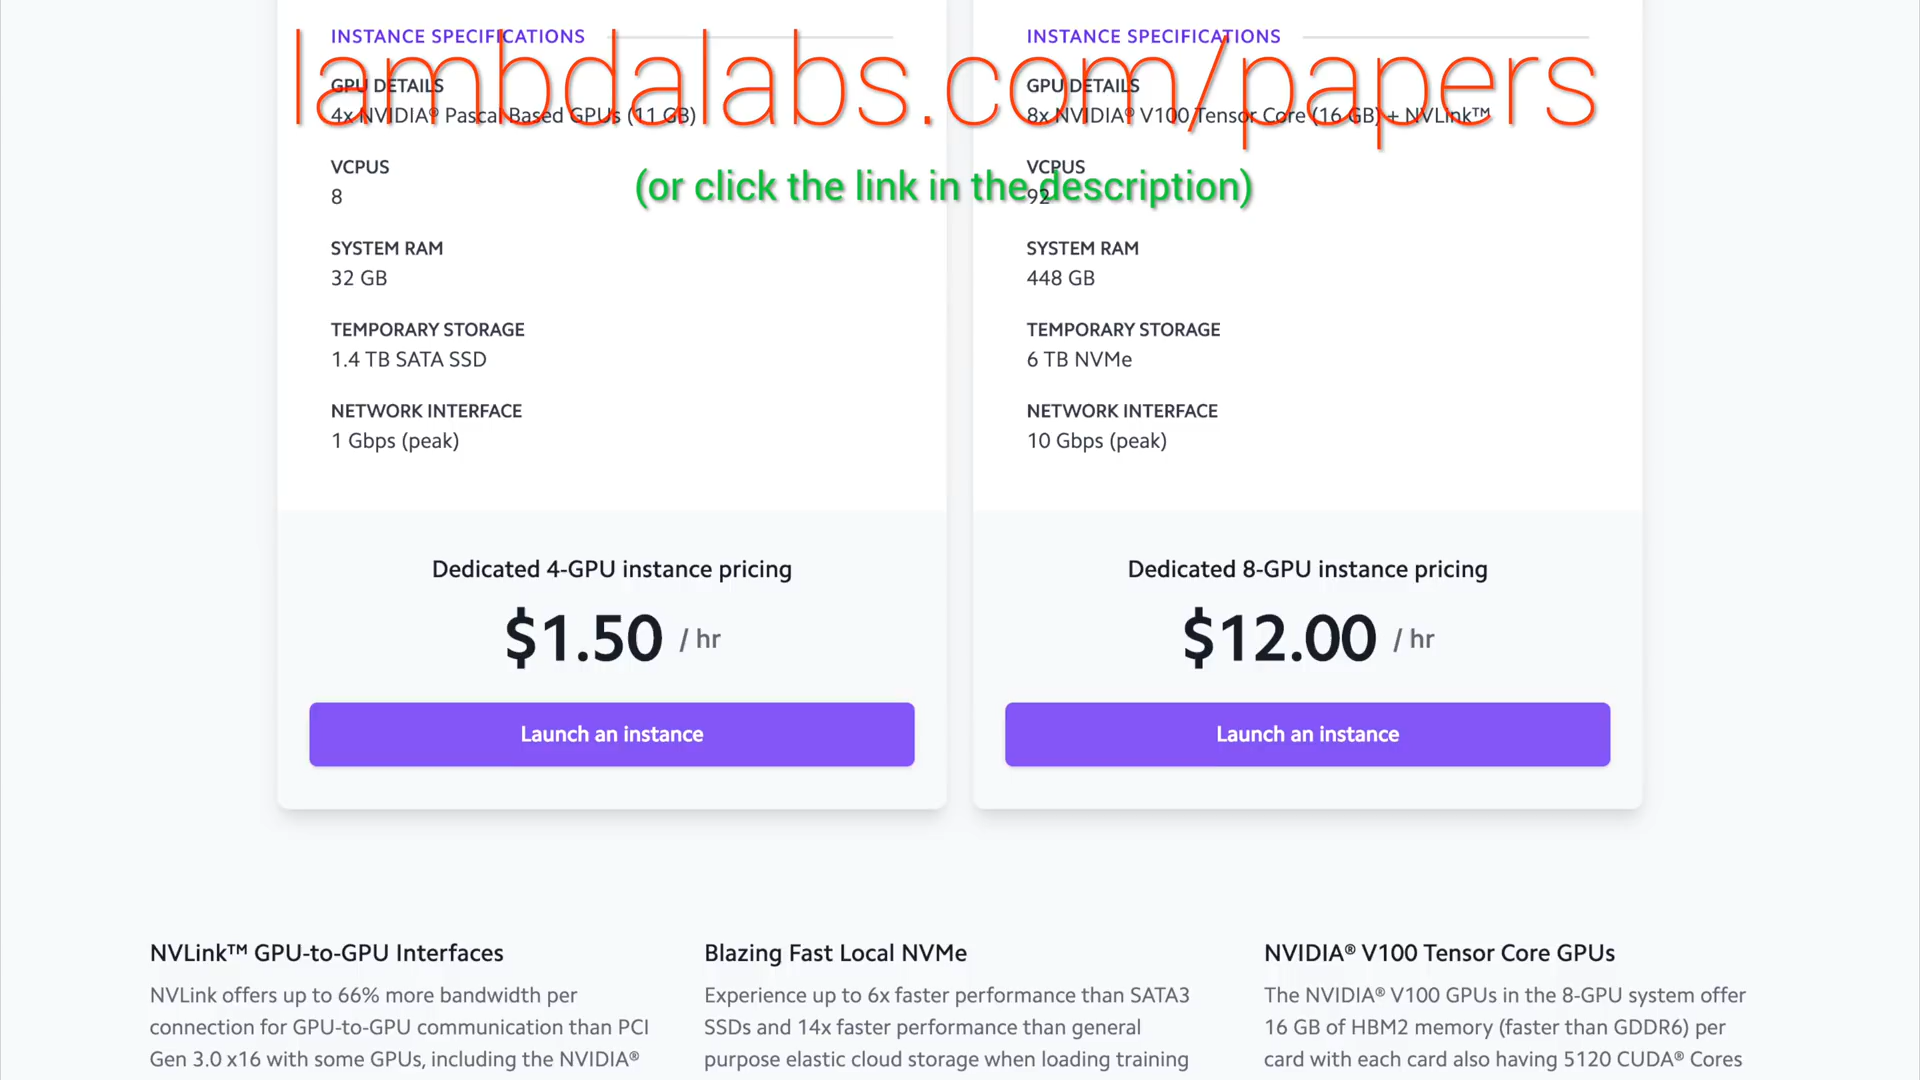 lambdalabs.com/papers
(or click the link in the description)
INSTANCE SPECIFICATIONS
GPU DETAILS
4x NVIDIA® Pascal Based GPUs (11 GB)
VCPUS
8
SYSTEM RAM
32 GB
TEMPORARY STORAGE
1.4 TB SATA SSD
NETWORK INTERFACE
1 Gbps (peak)
Dedicated 4-GPU instance pricing
$1.50 / hr
Launch an instance
INSTANCE SPECIFICATIONS
GPU DETAILS
8x NVIDIA® V100 Tensor Core (16 GB) + NVLink™
VCPUS
92
SYSTEM RAM
448 GB
TEMPORARY STORAGE
6 TB NVMe
NETWORK INTERFACE
10 Gbps (peak)
Dedicated 8-GPU instance pricing
$12.00 / hr
Launch an instance
NVLink™ GPU-to-GPU Interfaces
NVLink offers up to 66% more bandwidth per
connection for GPU-to-GPU communication than PCI
Gen 3.0 x16 with some GPUs, including the NVIDIA®
Blazing Fast Local NVMe
Experience up to 6x faster performance than SATA3
SSDs and 14x faster performance than general
purpose elastic cloud storage when loading training
NVIDIA® V100 Tensor Core GPUs
The NVIDIA® V100 GPUs in the 8-GPU system offer
16 GB of HBM2 memory (faster than GDDR6) per
card with each card also having 5120 CUDA® Cores